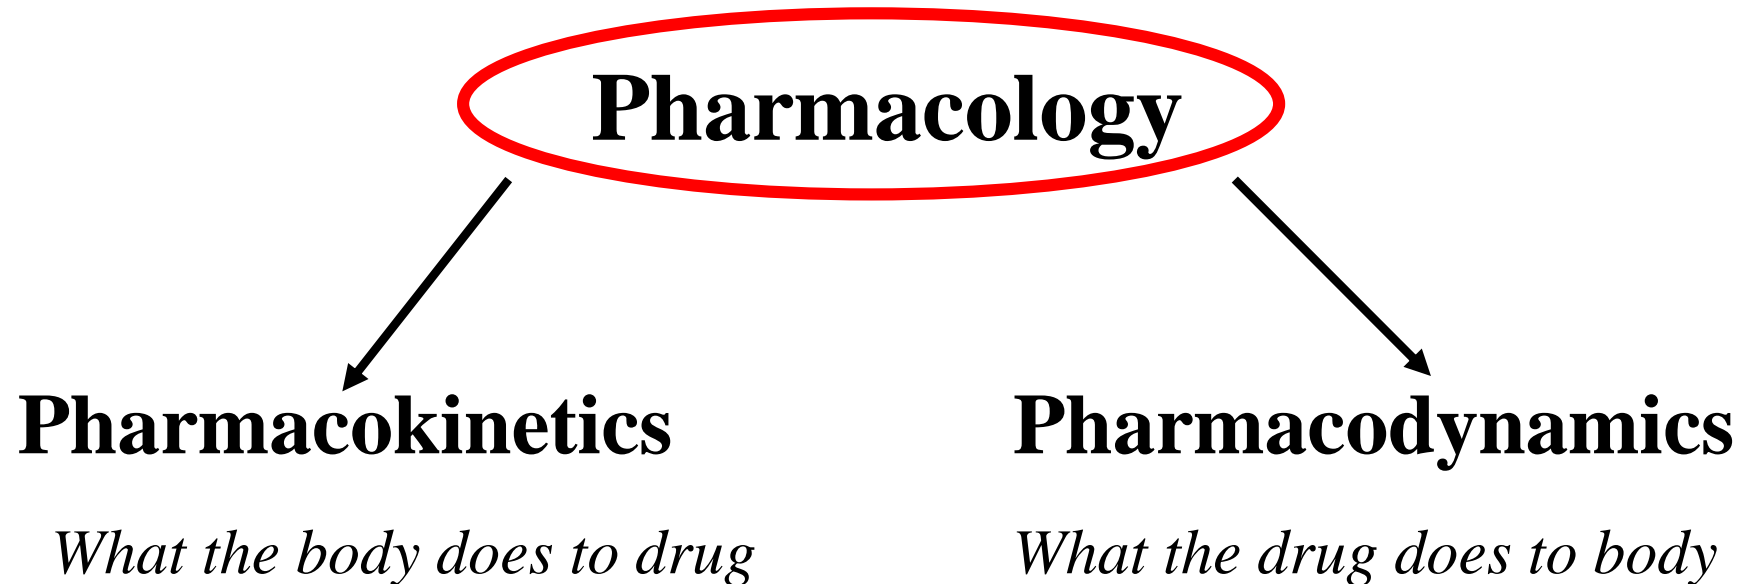 Pharmacology
Pharmacokinetics
Pharmacodynamics
What the body does to drug
What the drug does to body